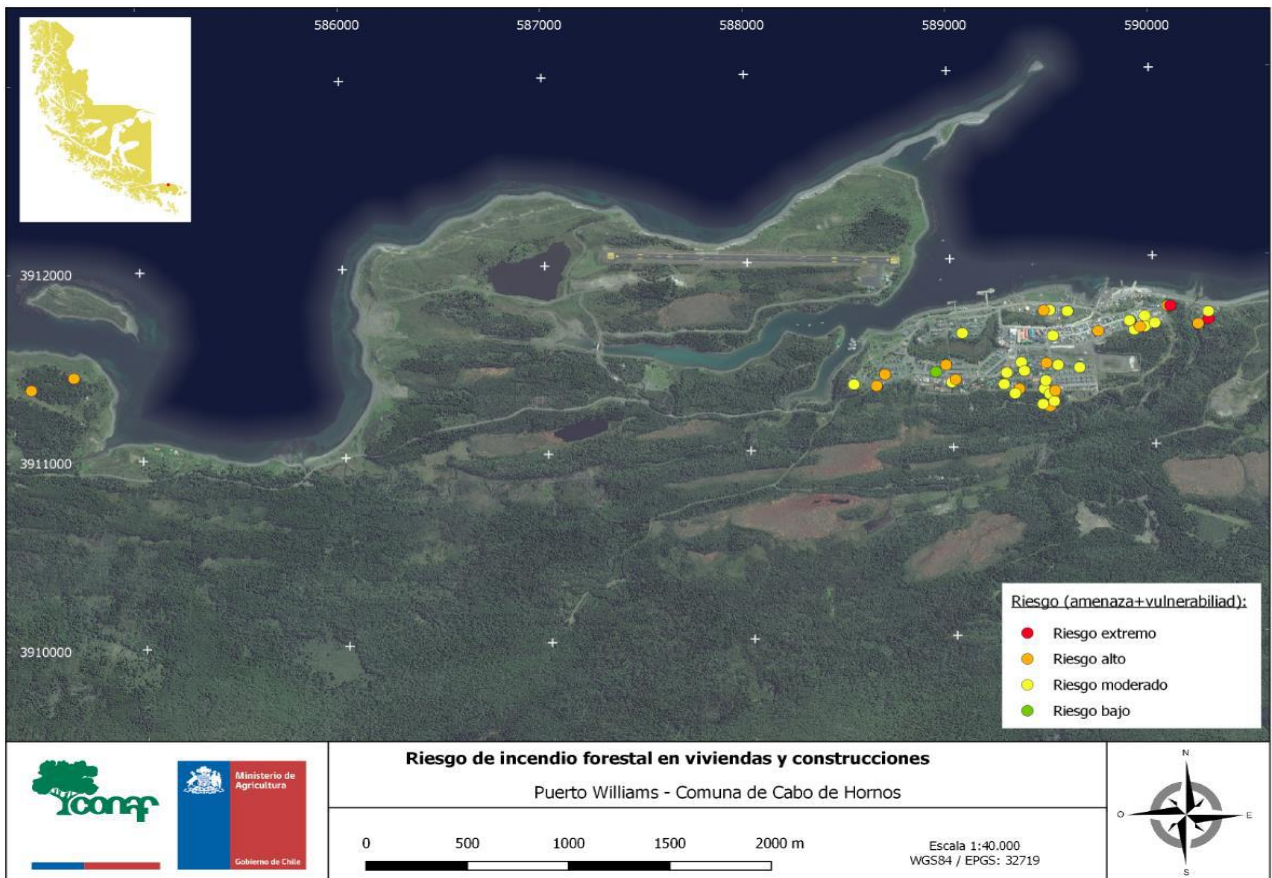 586000 587000 588000 589000 590000
3912000
3911000
3910000
Riesgo (amenaza+vulnerabiliad):
Riesgo extremo
Riesgo alto
Riesgo moderado
Riesgo bajo
conaf
Ministerio de
Agricultura
Gobierno de Chile
Riesgo de incendio forestal en viviendas y construcciones
Puerto Williams - Comuna de Cabo de Hornos
0 500 1000 1500 2000 m
Escala 1:40.000
WGS84 / EPGS: 32719
N
O E
S